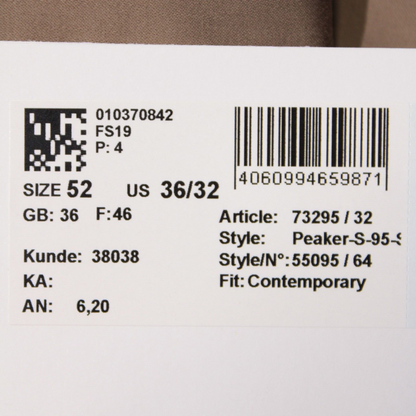 010370842
FS19
P: 4
4060994659871
SIZE 52 US 36/32
GB: 36 F:46
Article: 73295 / 32
Style: Peaker-S-95-S
Style/N°: 55095 / 64
Fit: Contemporary
Kunde: 38038
KA:
AN: 6,20